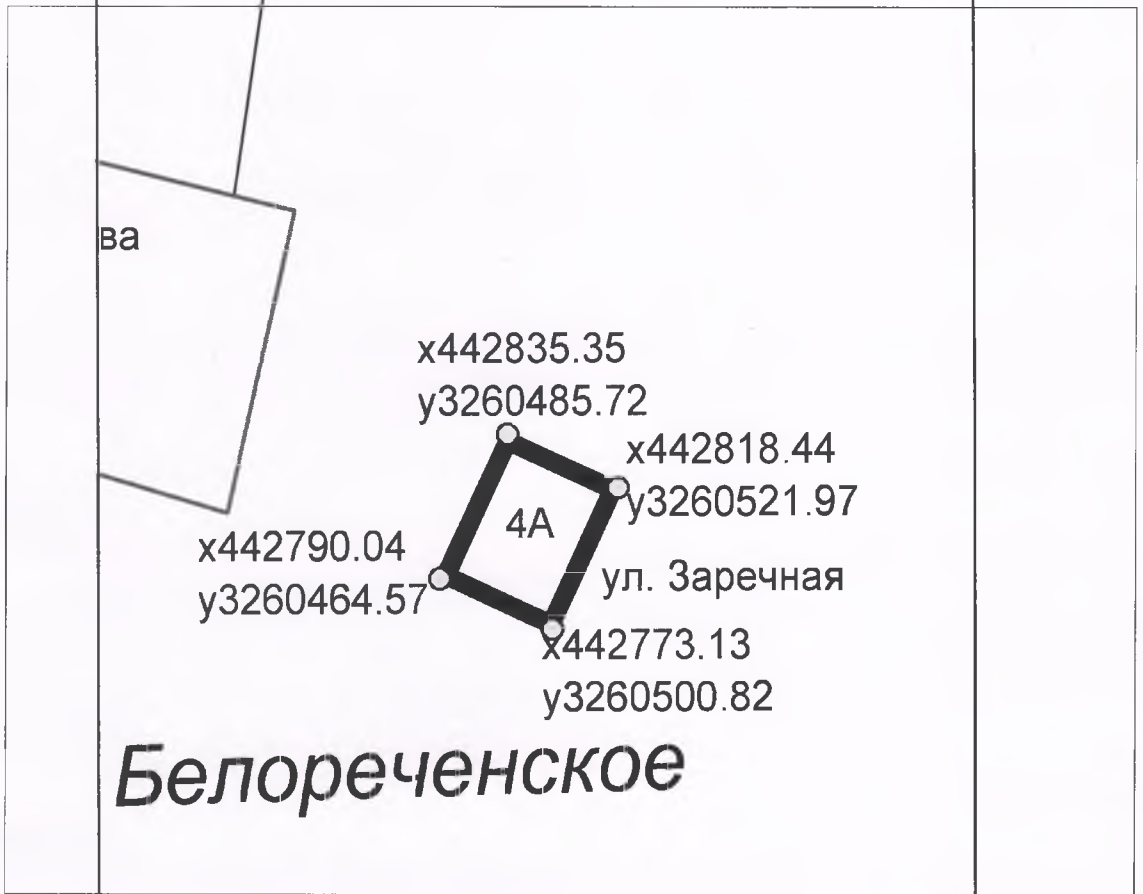 ва
x442835.35
y3260485.72
x442818.44
y3260521.97
4А
x442790.04
y3260464.57
ул. Заречная
x442773.13
y3260500.82
Белореченское